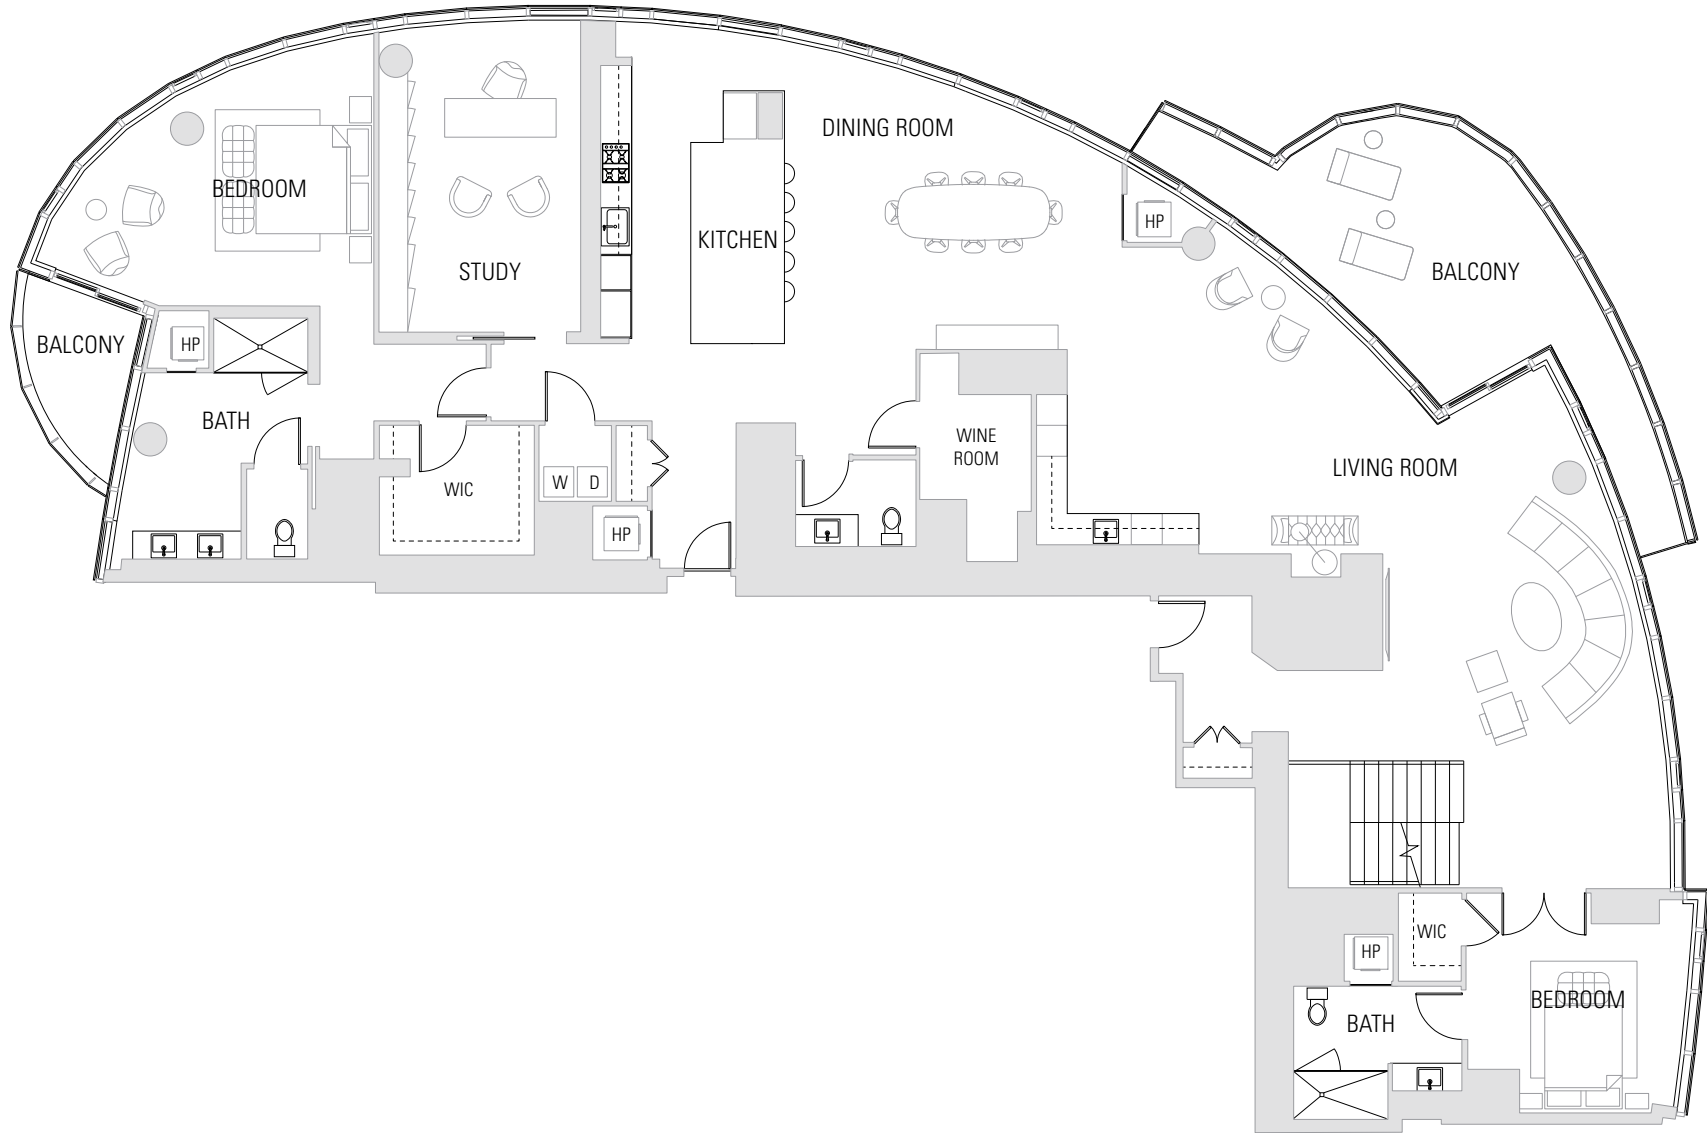 DINING ROOM
BEDROOM
HP
KITCHEN
STUDY
BALCONY
BALCONY
HP
BATH
WINE
ROOM
LIVING ROOM
WIC
W
D
HP
WIC
HP
BEDROOM
BATH